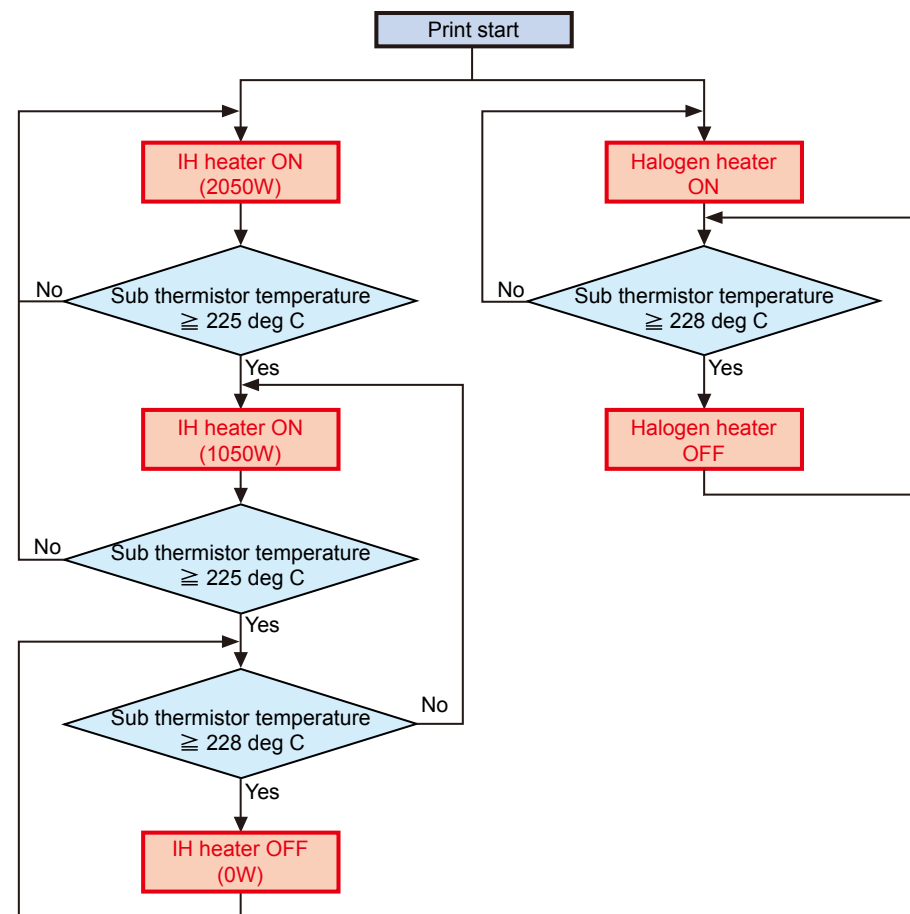 Print start
IH heater ON
(2050W)
No
Sub thermistor temperature
≧ 225 deg C
Yes
IH heater ON
(1050W)
No
Sub thermistor temperature
≧ 225 deg C
Yes
Sub thermistor temperature
≧ 228 deg C
No
Yes
IH heater OFF
(0W)
Halogen heater
ON
No
Sub thermistor temperature
≧ 228 deg C
Yes
Halogen heater
OFF